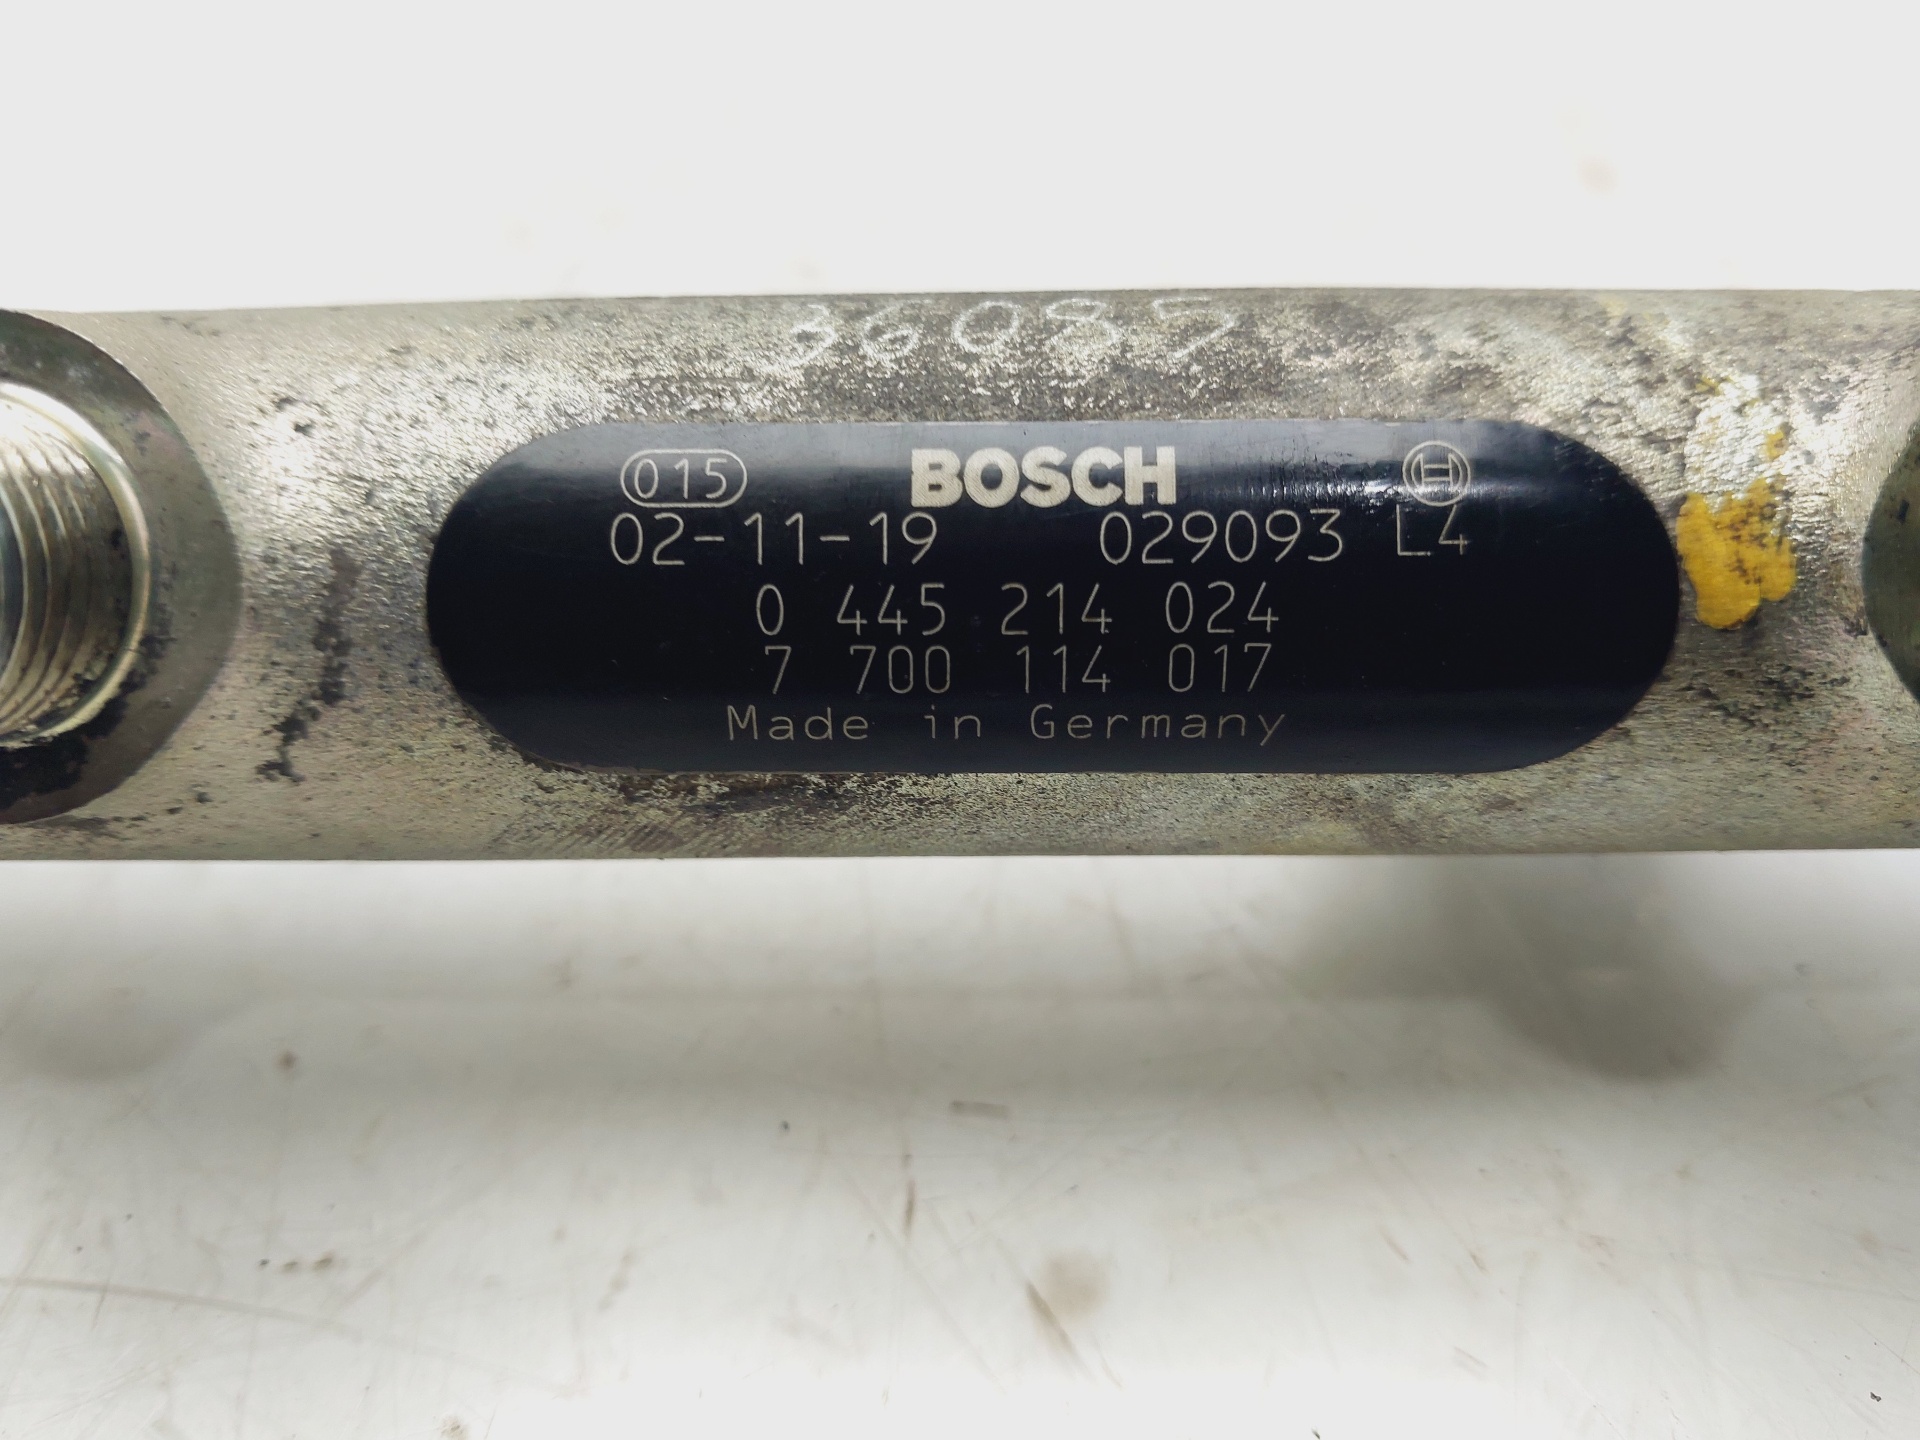 36085
015 BOSCH
02-11-19 029093 L4
0 445 214 024
7 700 114 017
Made in Germany